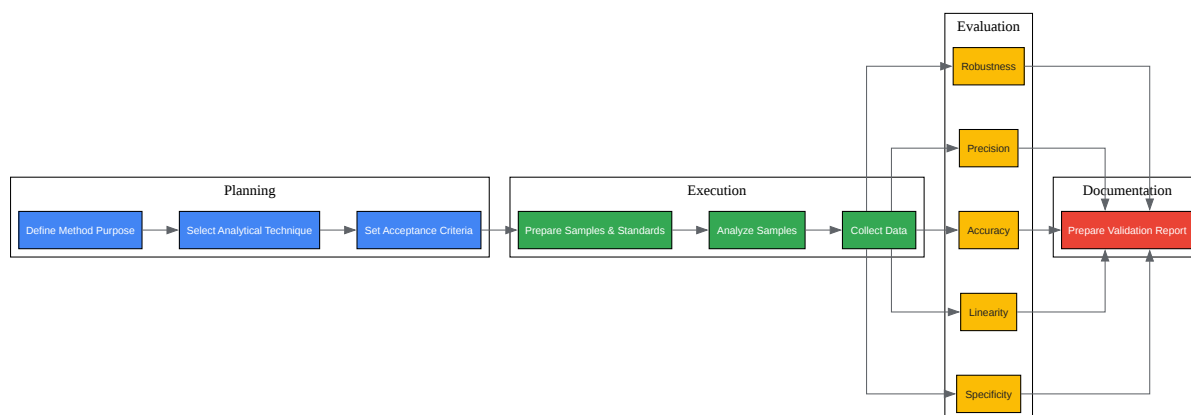 Planning
Define Method Purpose
Select Analytical Technique
Set Acceptance Criteria
Execution
Prepare Samples & Standards
Analyze Samples
Collect Data
Evaluation
Robustness
Precision
Accuracy
Linearity
Specificity
Documentation
Prepare Validation Report